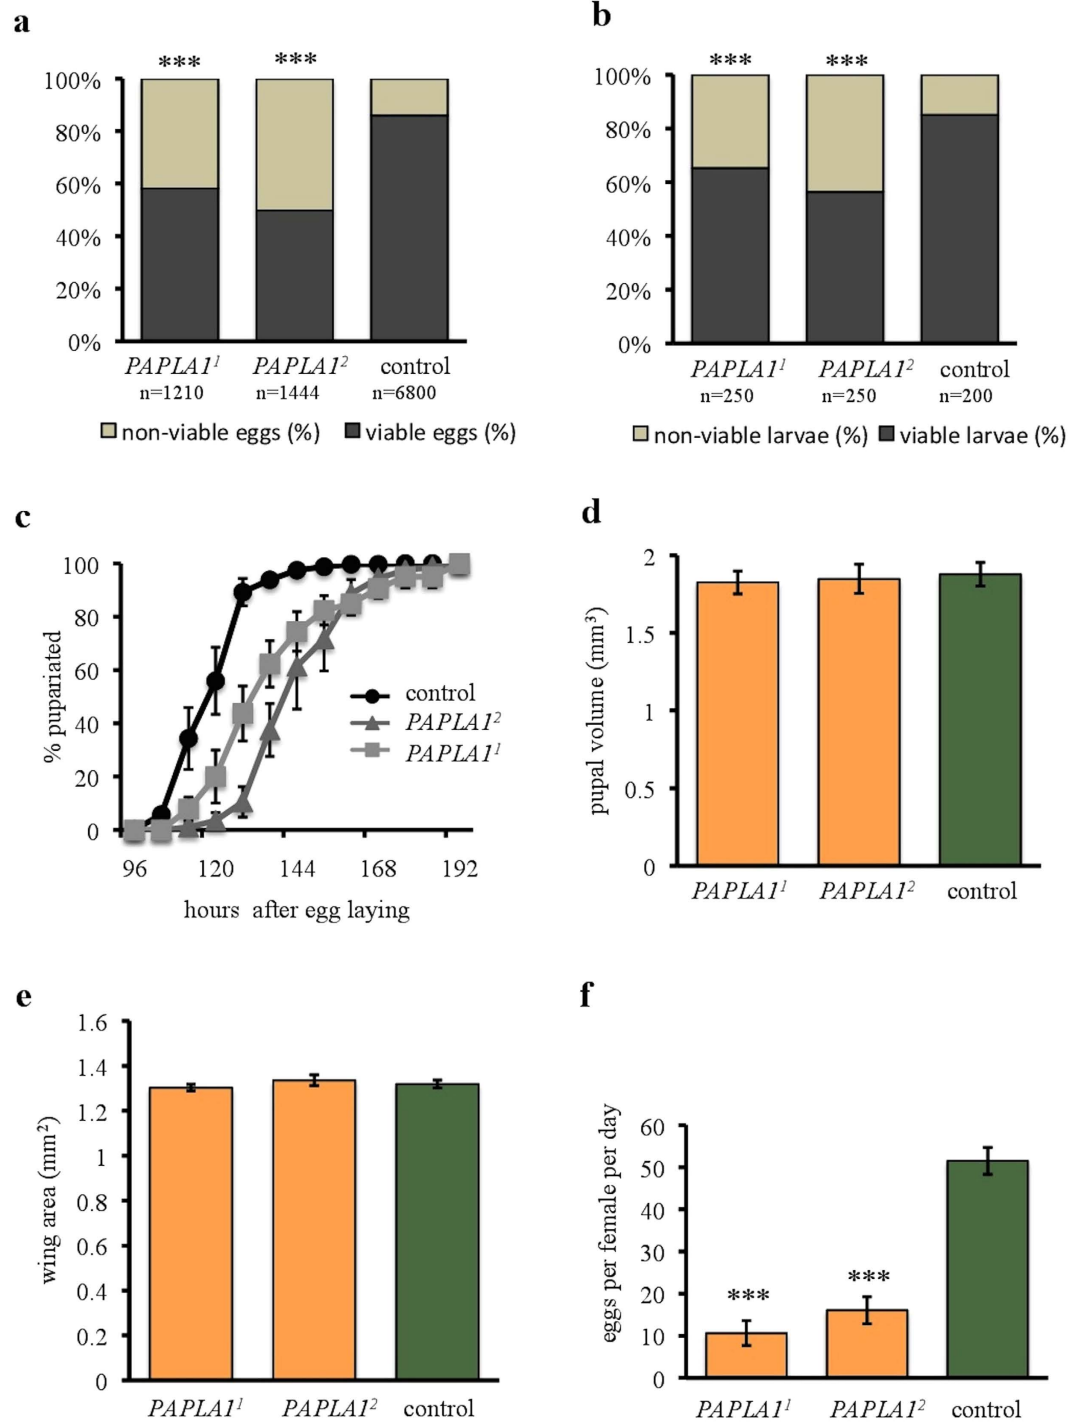 a
*** ***
100%
80%
60%
40%
20%
0%
PAPLA1¹ PAPLA1² control
n=1210 n=1444 n=6800
non-viable eggs (%) viable eggs (%)
b
*** ***
100%
80%
60%
40%
20%
0%
PAPLA1¹ PAPLA1² control
n=250 n=250 n=200
non-viable larvae (%) viable larvae (%)
c
% pupariated
100
80
60
40
20
0
control
PAPLA1²
PAPLA1¹
96 120 144 168 192
hours after egg laying
d
pupal volume (mm³)
2
1.5
1
0.5
0
PAPLA1¹ PAPLA1² control
e
wing area (mm²)
1.6
1.4
1.2
1
0.8
0.6
0.4
0.2
0
PAPLA1¹ PAPLA1² control
f
eggs per female per day
60
50
40
30
20
10
0
*** ***
PAPLA1¹ PAPLA1² control